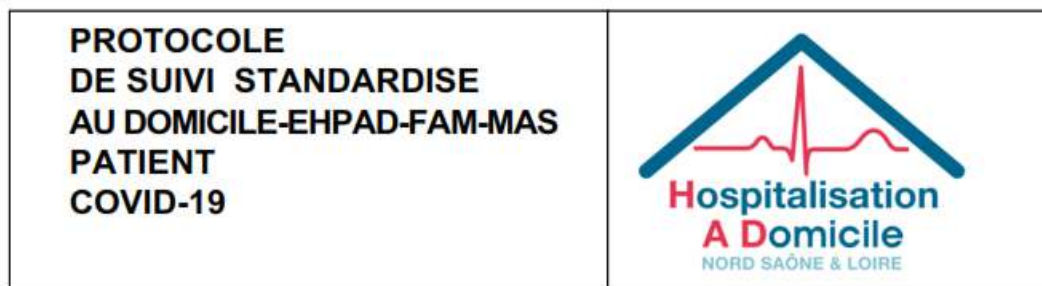 PROTOCOLE
DE SUIVI STANDARDISE
AU DOMICILE-EHPAD-FAM-MAS
PATIENT
COVID-19
Hospitalisation
A Domicile
NORD SAÔNE & LOIRE